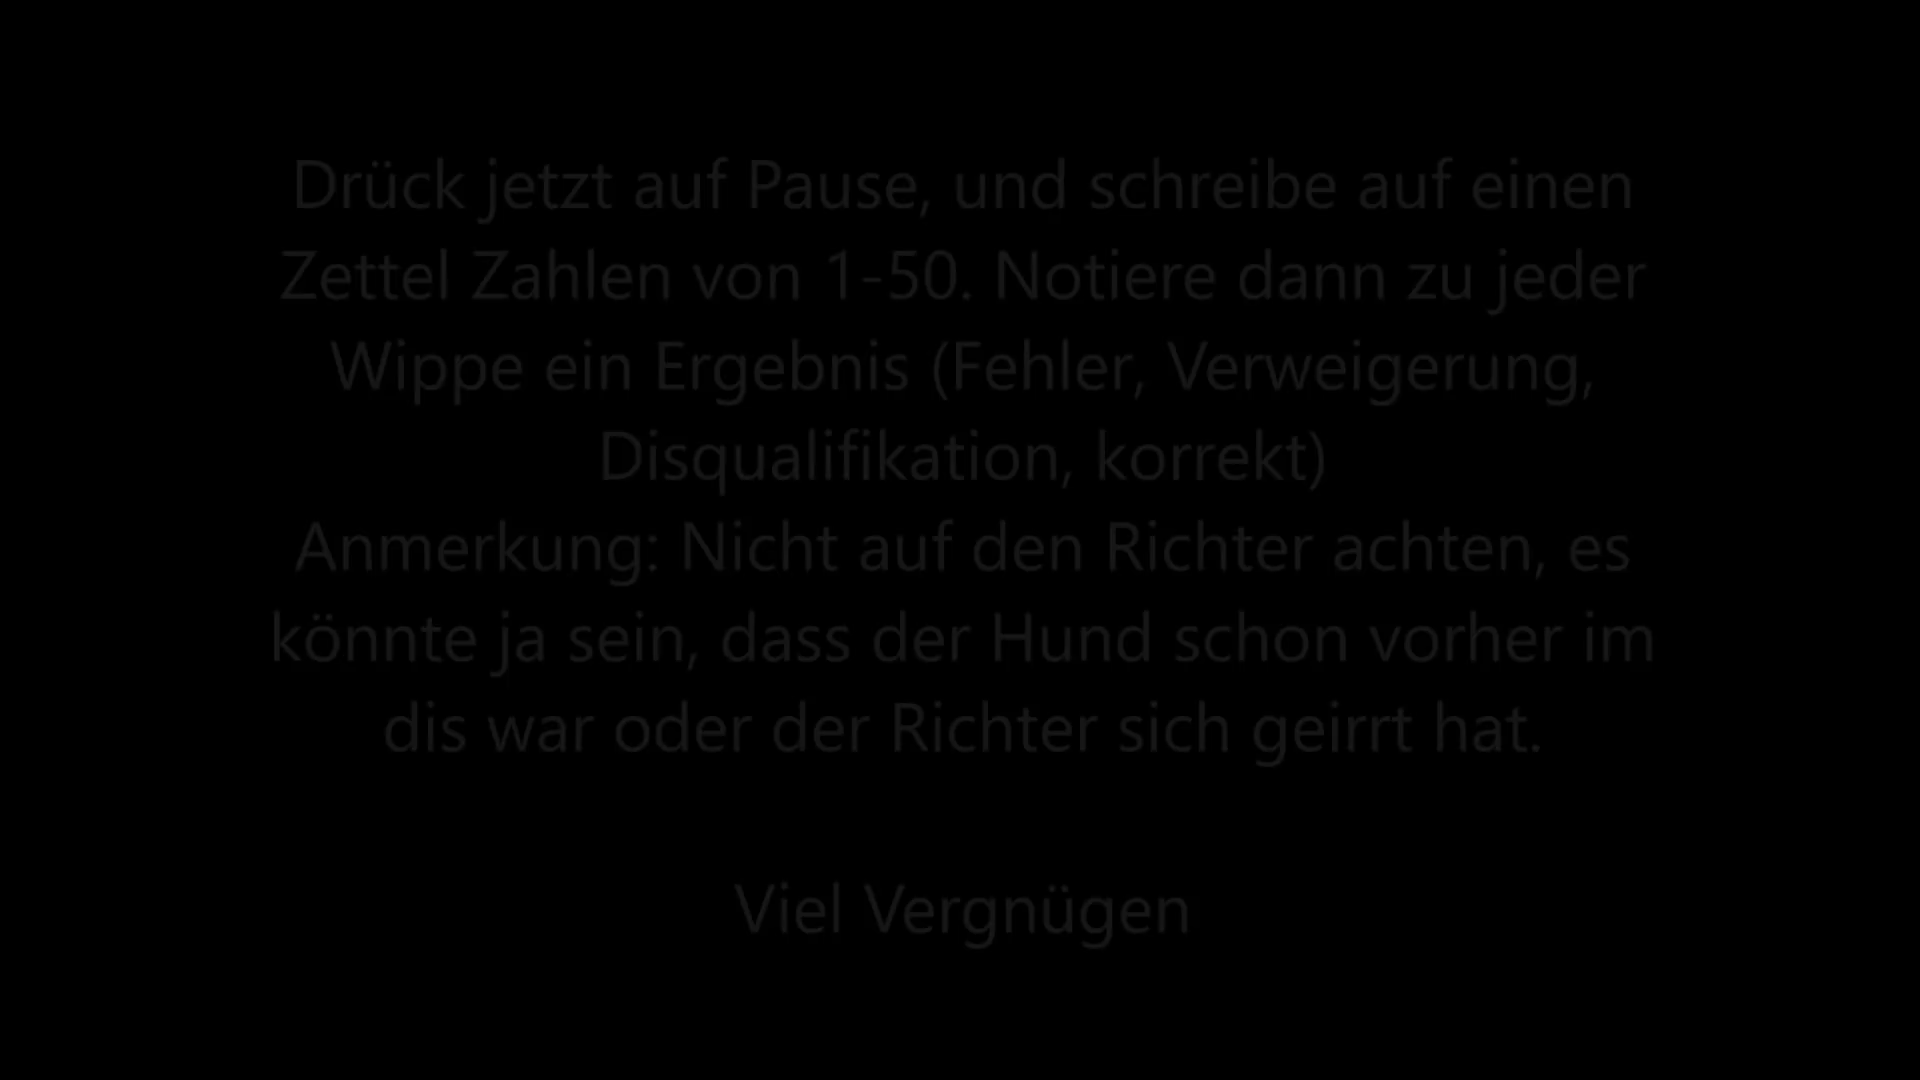 Drück jetzt auf Pause, und schreibe auf einen
Zettel Zahlen von 1-50. Notiere dann zu jeder
Wippe ein Ergebnis (Fehler, Verweigerung,
Disqualifikation, korrekt)
Anmerkung: Nicht auf den Richter achten, es
könnte ja sein, dass der Hund schon vorher im
dis war oder der Richter sich geirrt hat.
Viel Vergnügen